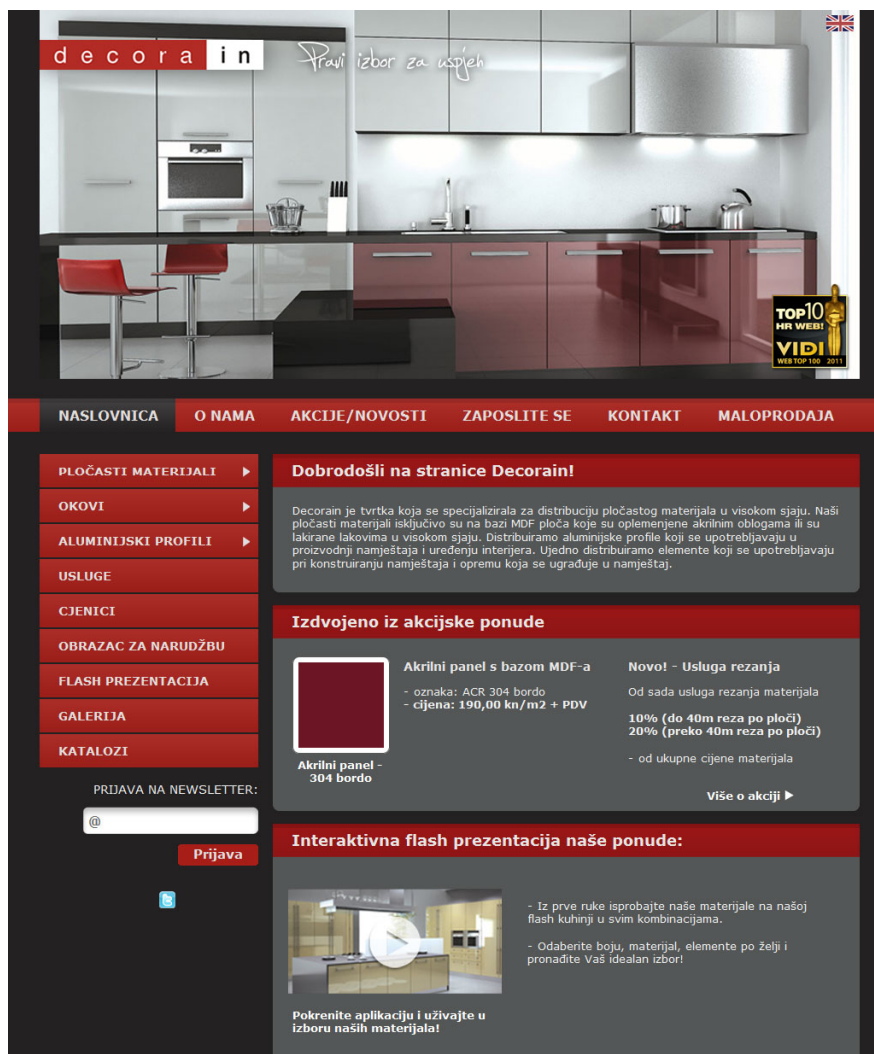 decora in
Pravi izbor za uspjeh
TOP10
HR WEB!
VIDI
WEB TOP 100 2011
NASLOVNICA O NAMA AKCIJE/NOVOSTI ZAPOSLITE SE KONTAKT MALOPRODAJA
PLOČASTI MATERIJALI
OKOVI
ALUMINIJSKI PROFILI
USLUGE
CJENICI
OBRAZAC ZA NARUDŽBU
FLASH PREZENTACIJA
GALERIJA
KATALOZI
PRIJAVA NA NEWSLETTER:
@
Prijava
Dobrodošli na stranice Decorain!
Decorain je tvrtka koja se specijalizirala za distribuciju pločastog materijala u visokom sjaju. Naši
pločasti materijali isključivo su na bazi MDF ploča koje su oplemenjene akrilnim oblogama ili su
lakirane lakovima u visokom sjaju. Distribuiramo aluminijske profile koji se upotrebljavaju u
proizvodnji namještaja i uređenju interijera. Ujedno distribuiramo elemente koji se upotrebljavaju
pri konstruiranju namještaja i opremu koja se ugrađuje u namještaj.
Izdvojeno iz akcijske ponude
Akrilni panel s bazom MDF-a
- oznaka: ACR 304 bordo
- cijena: 190,00 kn/m2 + PDV
Akrilni panel -
304 bordo
Novo! - Usluga rezanja
Od sada usluga rezanja materijala
10% (do 40m reza po ploči)
20% (preko 40m reza po ploči)
- od ukupne cijene materijala
Više o akciji
Interaktivna flash prezentacija naše ponude:
- Iz prve ruke isprobajte naše materijale na našoj
flash kuhinji u svim kombinacijama.
- Odaberite boju, materijal, elemente po želji i
pronađite Vaš idealan izbor!
Pokrenite aplikaciju i uživajte u
izboru naših materijala!